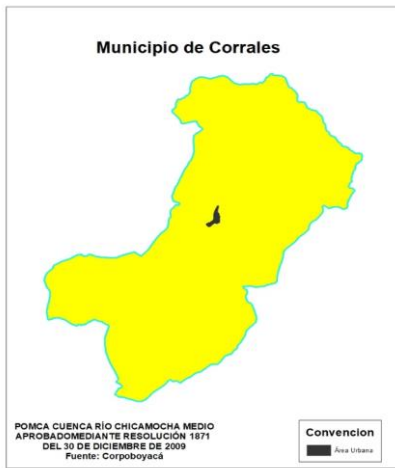 Municipio de Corrales
POMCA CUENCA RÍO CHICAMOCHA MEDIO
APROBADOMEDIANTE RESOLUCIÓN 1871
DEL 30 DE DICIEMBRE DE 2009
Fuente: Corpoboyacá
Convencion
Área Urbana